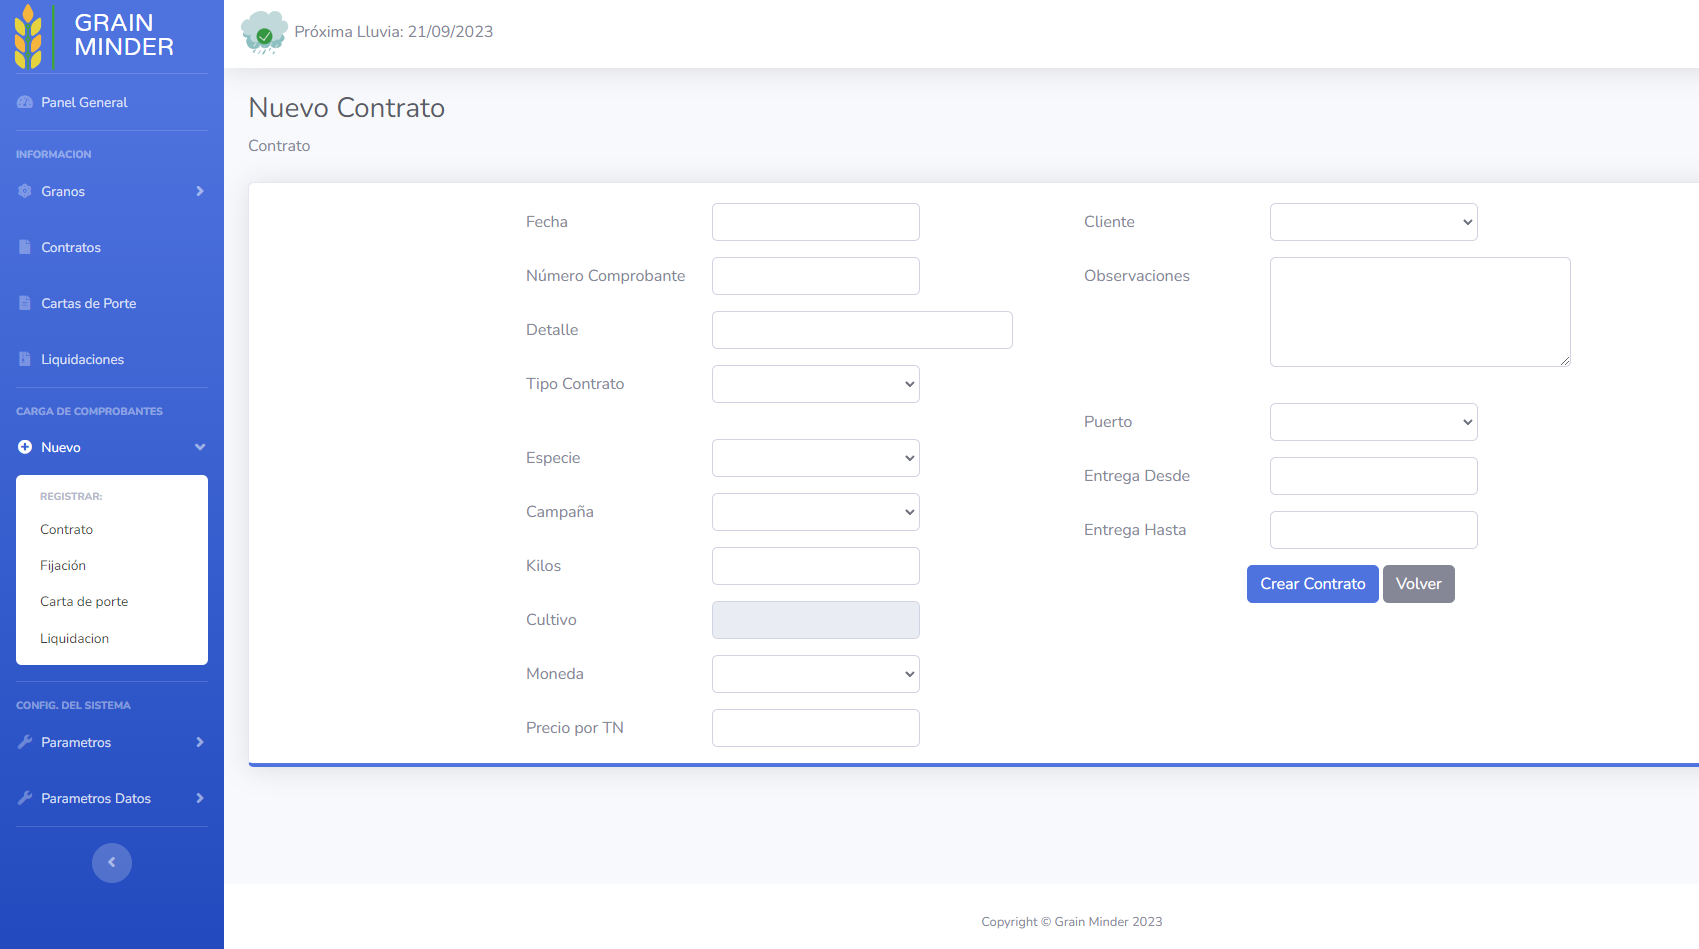 GRAIN
MINDER
Panel General
INFORMACION
Granos
Contratos
Cartas de Porte
Liquidaciones
CARGA DE COMPROBANTES
Nuevo
REGISTRAR:
Contrato
Fijación
Carta de porte
Liquidacion
CONFIG. DEL SISTEMA
Parametros
Parametros Datos
Próxima Lluvia: 21/09/2023
Nuevo Contrato
Contrato
Fecha
Número Comprobante
Detalle
Tipo Contrato
Especie
Campaña
Kilos
Cultivo
Moneda
Precio por TN
Cliente
Observaciones
Puerto
Entrega Desde
Entrega Hasta
Crear Contrato
Volver
Copyright © Grain Minder 2023